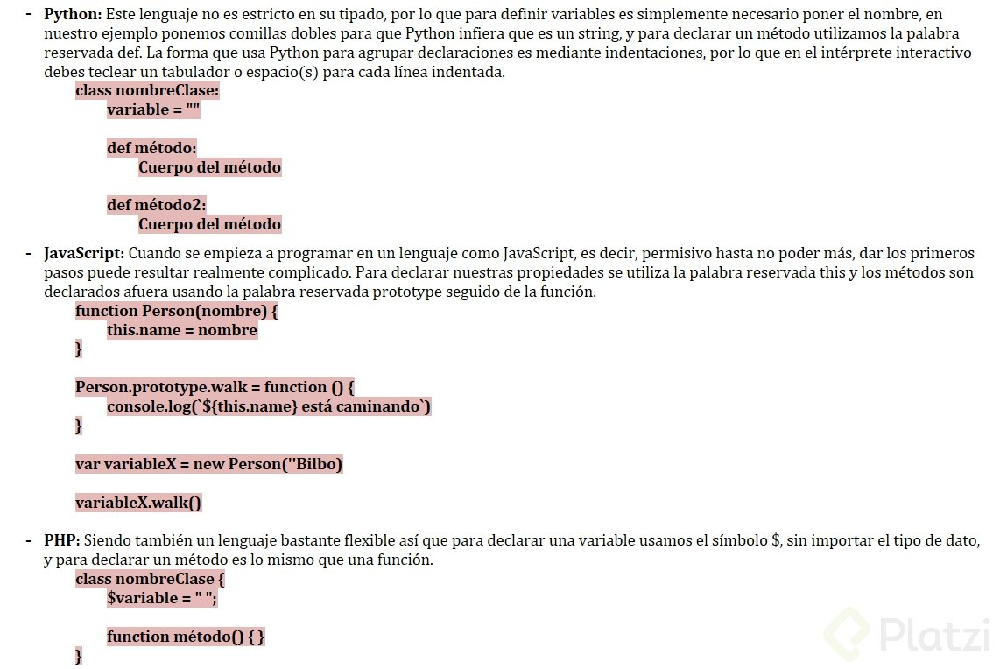 - Python: Este lenguaje no es estricto en su tipado, por lo que para definir variables es simplemente necesario poner el nombre, en
nuestro ejemplo ponemos comillas dobles para que Python infiera que es un string, y para declarar un método utilizamos la palabra
reservada def. La forma que usa Python para agrupar declaraciones es mediante indentaciones, por lo que en el intérprete interactivo
debes teclear un tabulador o espacio(s) para cada línea indentada.
class nombreClase:
variable = ""
def método:
Cuerpo del método
def método2:
Cuerpo del método
- JavaScript: Cuando se empieza a programar en un lenguaje como JavaScript, es decir, permisivo hasta no poder más, dar los primeros
pasos puede resultar realmente complicado. Para declarar nuestras propiedades se utiliza la palabra reservada this y los métodos son
declarados afuera usando la palabra reservada prototype seguido de la función.
function Person(nombre) {
this.name = nombre
}
Person.prototype.walk = function () {
console.log(`${this.name} está caminando`)
}
var variableX = new Person("Bilbo)
variableX.walk()
- PHP: Siendo también un lenguaje bastante flexible así que para declarar una variable usamos el símbolo $, sin importar el tipo de dato,
y para declarar un método es lo mismo que una función.
class nombreClase {
$variable = " ";
function método() { }
}
Platzi